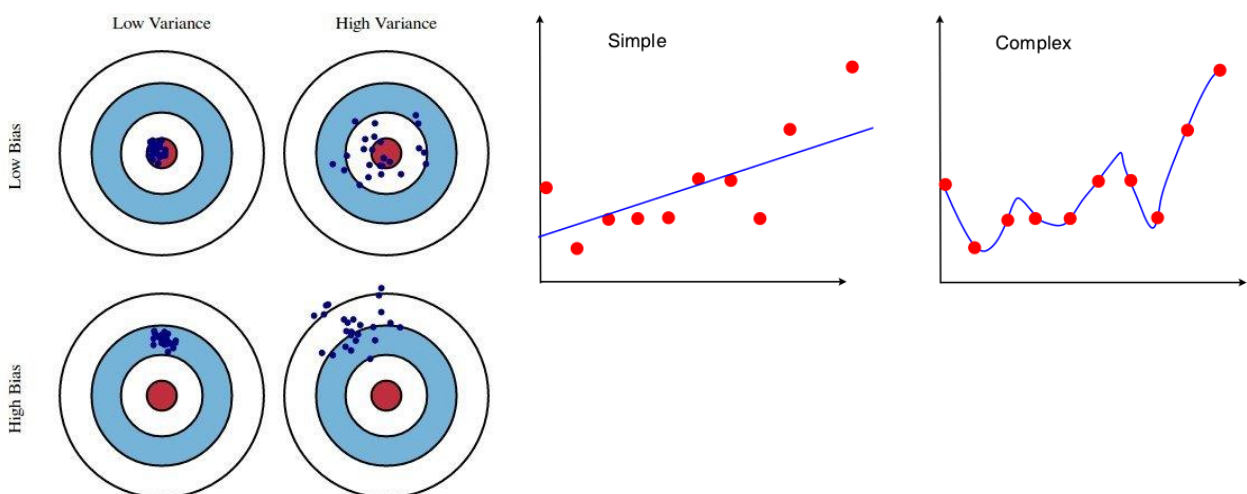 Low Variance
High Variance
Simple
Complex
Low Bias
High Bias